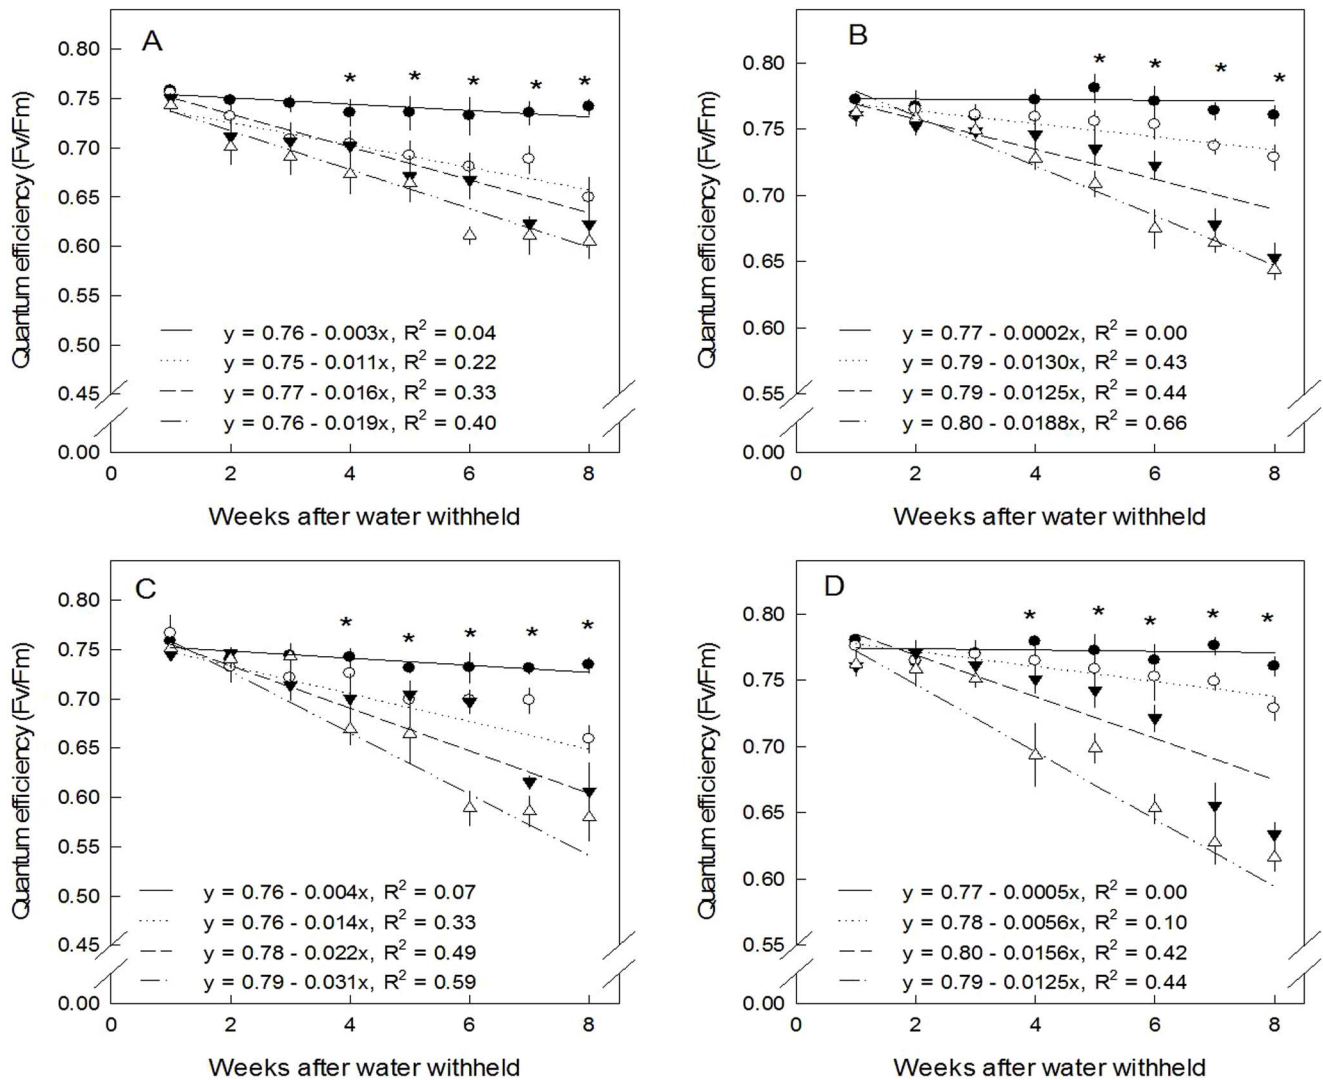 A
Quantum efficiency (Fv/Fm)
0.80
0.75
0.70
0.65
0.60
0.55
0.50
0.45
0.00
* * * * *
y = 0.76 - 0.003x, R² = 0.04
y = 0.75 - 0.011x, R² = 0.22
y = 0.77 - 0.016x, R² = 0.33
y = 0.76 - 0.019x, R² = 0.40
0 2 4 6 8
Weeks after water withheld
B
Quantum efficiency (Fv/Fm)
0.80
0.75
0.70
0.65
0.60
0.55
0.00
* * * *
y = 0.77 - 0.0002x, R² = 0.00
y = 0.79 - 0.0130x, R² = 0.43
y = 0.79 - 0.0125x, R² = 0.44
y = 0.80 - 0.0188x, R² = 0.66
0 2 4 6 8
Weeks after water withheld
C
Quantum efficiency (Fv/Fm)
0.80
0.75
0.70
0.65
0.60
0.55
0.50
0.45
0.00
* * * * *
y = 0.76 - 0.004x, R² = 0.07
y = 0.76 - 0.014x, R² = 0.33
y = 0.78 - 0.022x, R² = 0.49
y = 0.79 - 0.031x, R² = 0.59
0 2 4 6 8
Weeks after water withheld
D
Quantum efficiency (Fv/Fm)
0.80
0.75
0.70
0.65
0.60
0.55
0.00
* * * * *
y = 0.77 - 0.0005x, R² = 0.00
y = 0.78 - 0.0056x, R² = 0.10
y = 0.80 - 0.0156x, R² = 0.42
y = 0.79 - 0.0125x, R² = 0.44
0 2 4 6 8
Weeks after water withheld